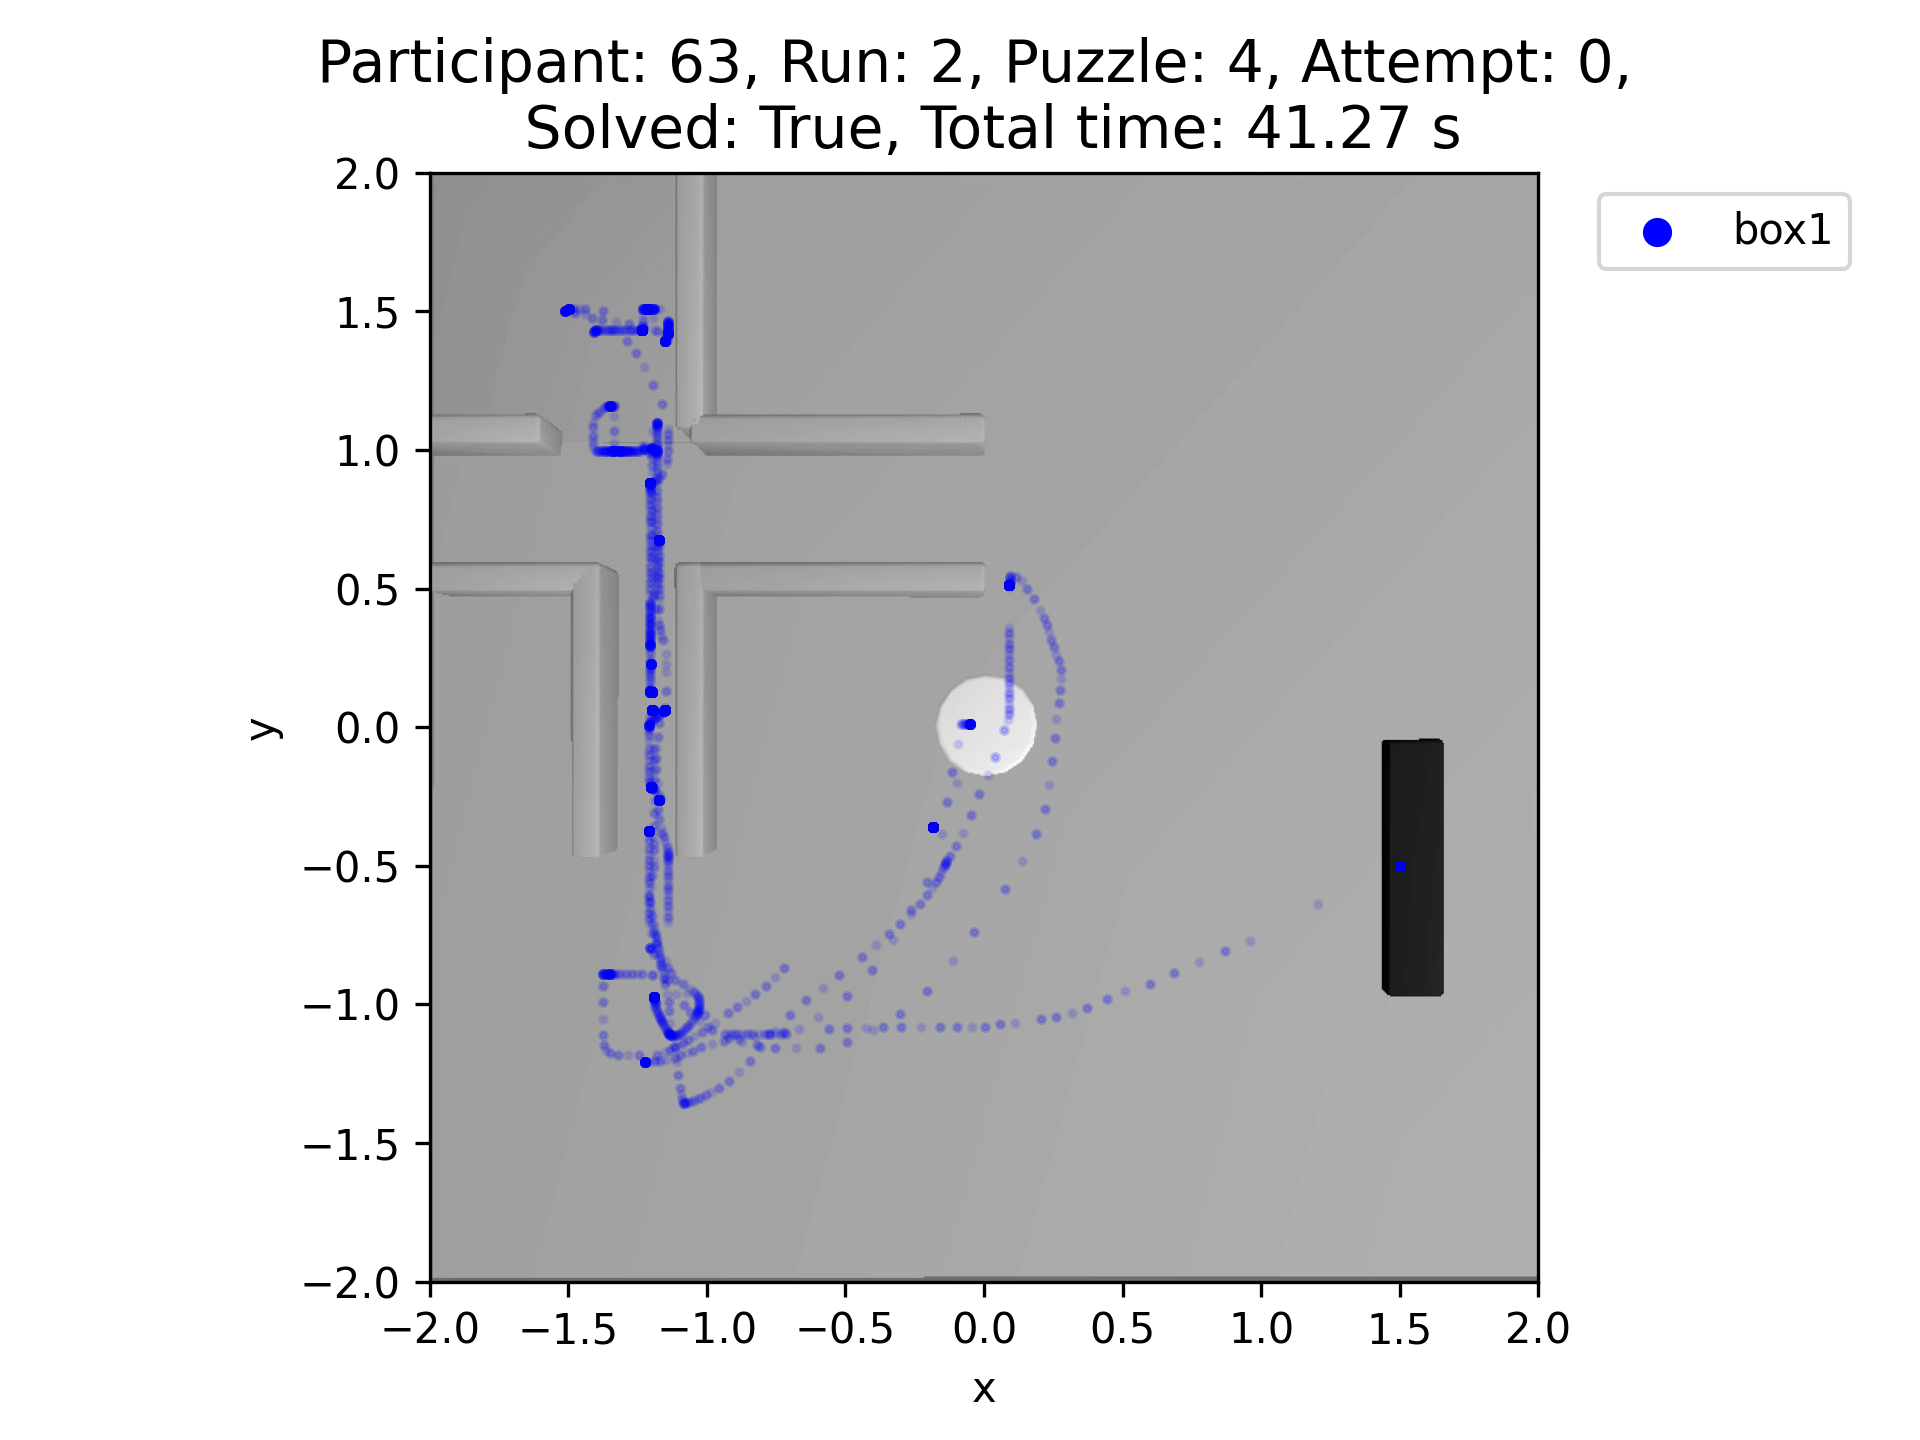 Participant: 63, Run: 2, Puzzle: 4, Attempt: 0,
Solved: True, Total time: 41.27 s
box1
2.0
1.5
1.0
0.5
0.0
−0.5
−1.0
−1.5
−2.0
y
−2.0 −1.5 −1.0 −0.5 0.0 0.5 1.0 1.5 2.0
x